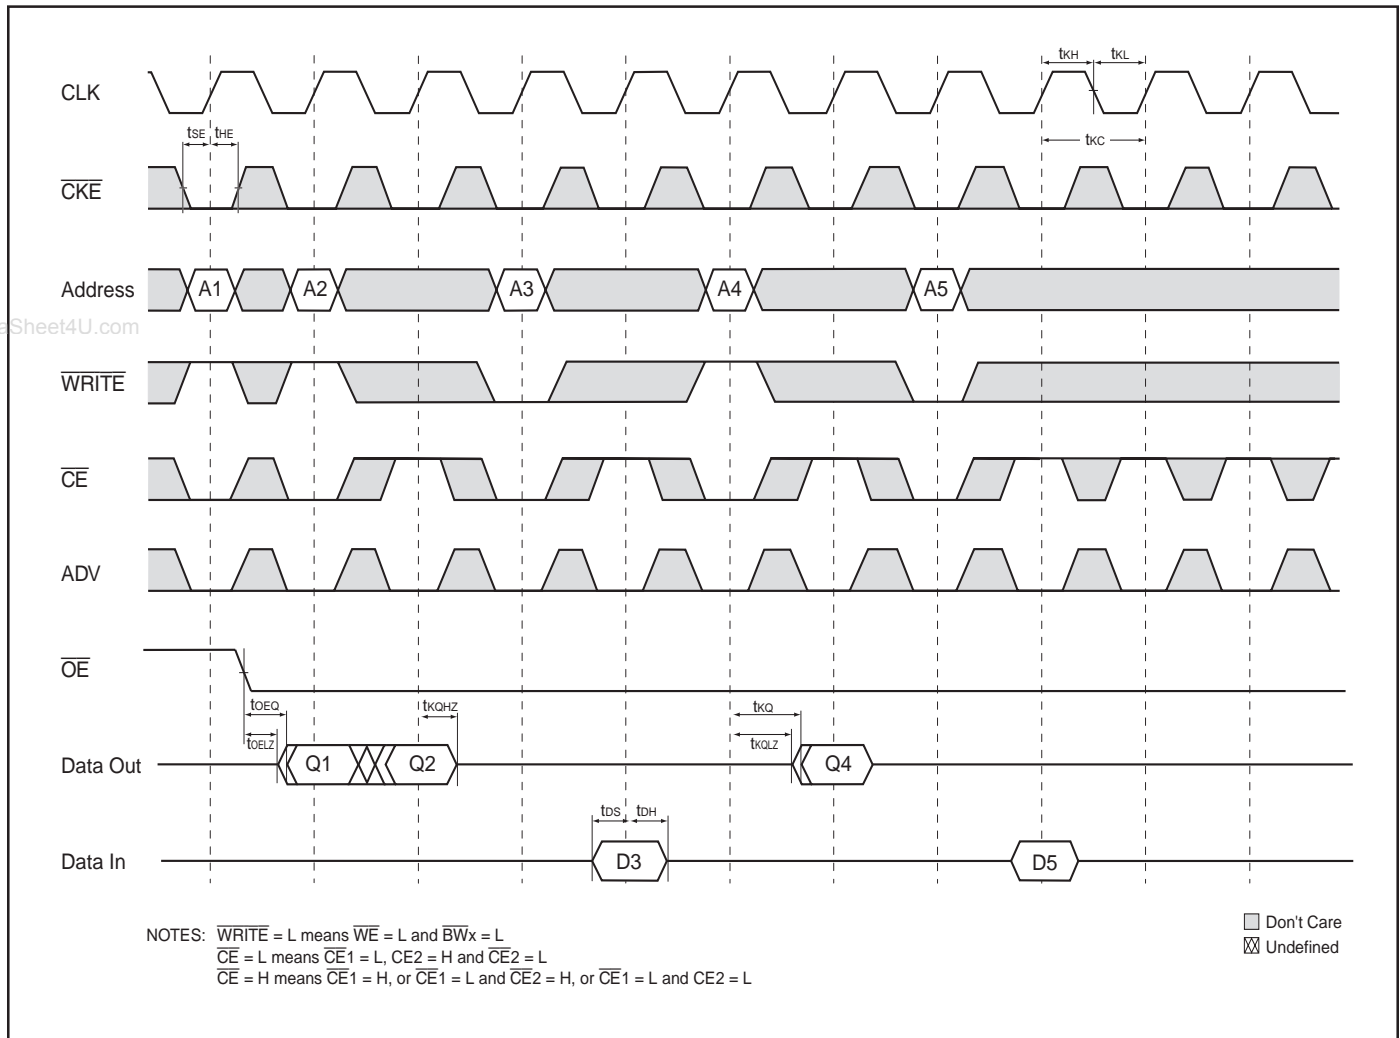 tKH tKL
CLK
tSE tHE
tKC
CKE
Address A1 A2 A3 A4 A5
aSheet4U.com
WRITE
CE
ADV
OE
tOEQ tKQHZ tKQ
tOELZ tKQLZ
Data Out Q1 Q2 Q4
tDS tDH
Data In D3 D5
NOTES: WRITE = L means WE = L and BWx = L
CE = L means CE1 = L, CE2 = H and CE2 = L
CE = H means CE1 = H, or CE1 = L and CE2 = H, or CE1 = L and CE2 = L
Don't Care
Undefined